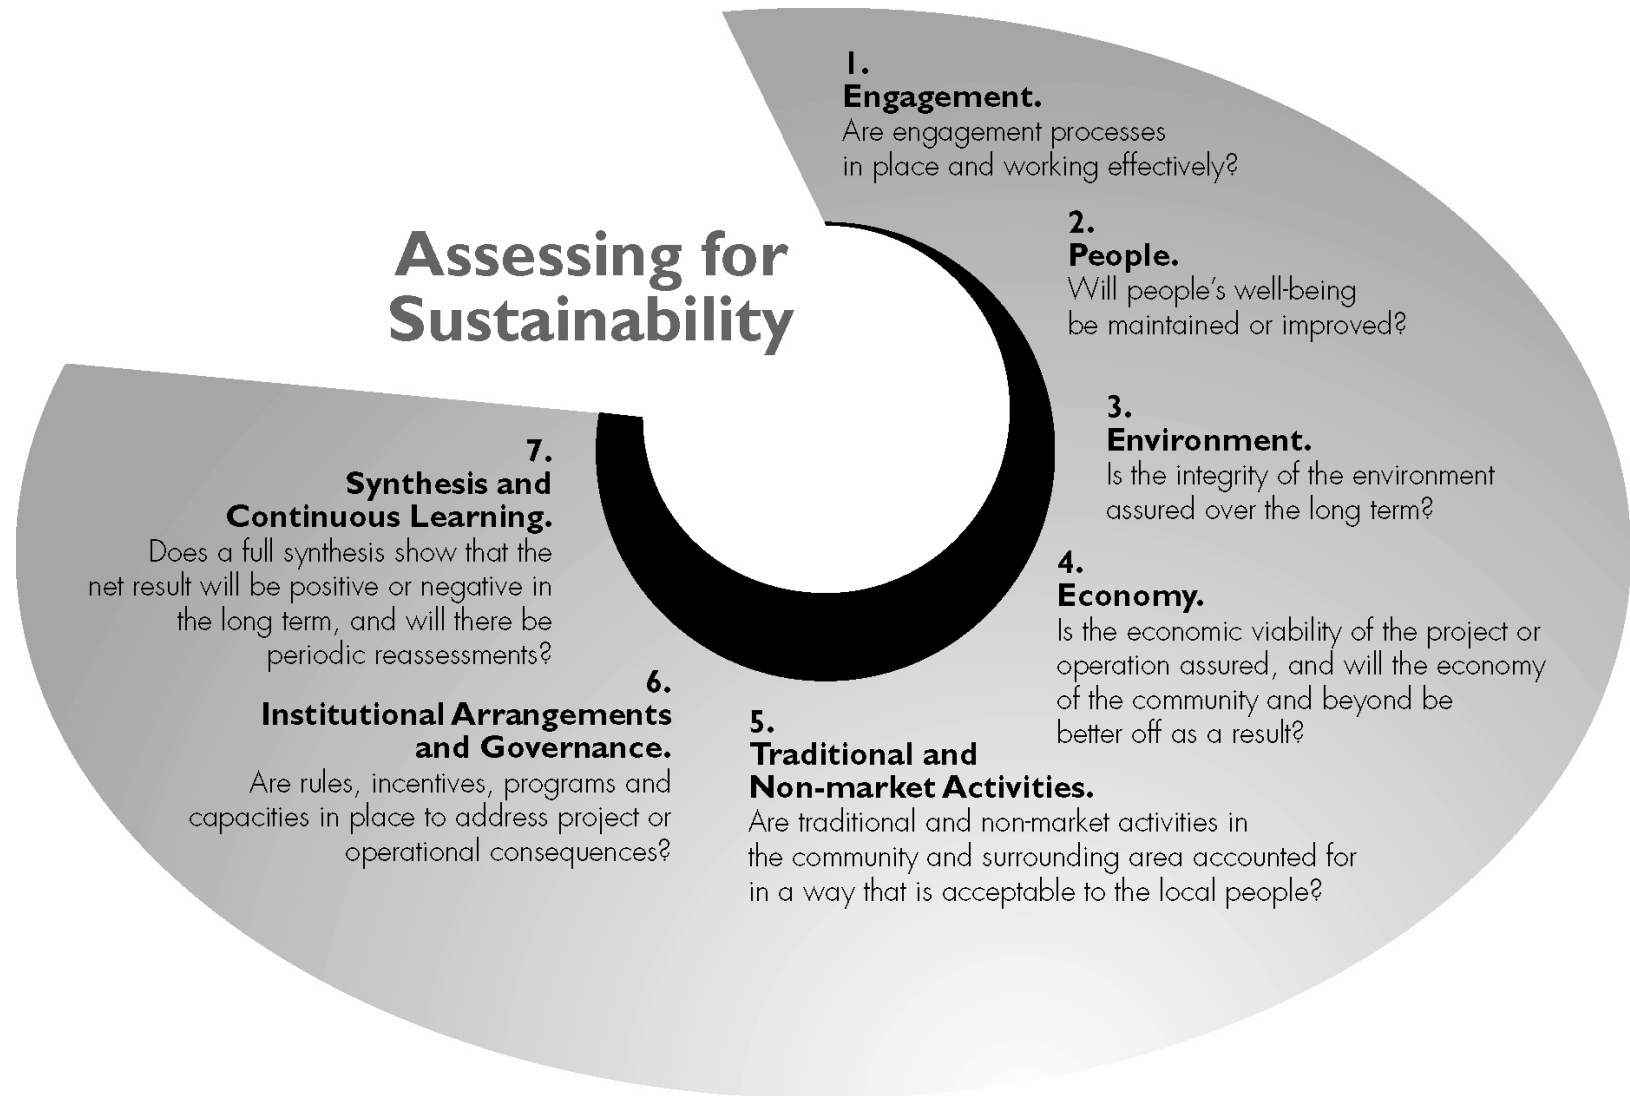 Assessing for
Sustainability
1.
Engagement.
Are engagement processes
in place and working effectively?
2.
People.
Will people's well-being
be maintained or improved?
3.
Environment.
Is the integrity of the environment
assured over the long term?
4.
Economy.
Is the economic viability of the project or
operation assured, and will the economy
of the community and beyond be
better off as a result?
5.
Traditional and
Non-market Activities.
Are traditional and non-market activities in
the community and surrounding area accounted for
in a way that is acceptable to the local people?
6.
Institutional Arrangements
and Governance.
Are rules, incentives, programs and
capacities in place to address project or
operational consequences?
7.
Synthesis and
Continuous Learning.
Does a full synthesis show that the
net result will be positive or negative in
the long term, and will there be
periodic reassessments?